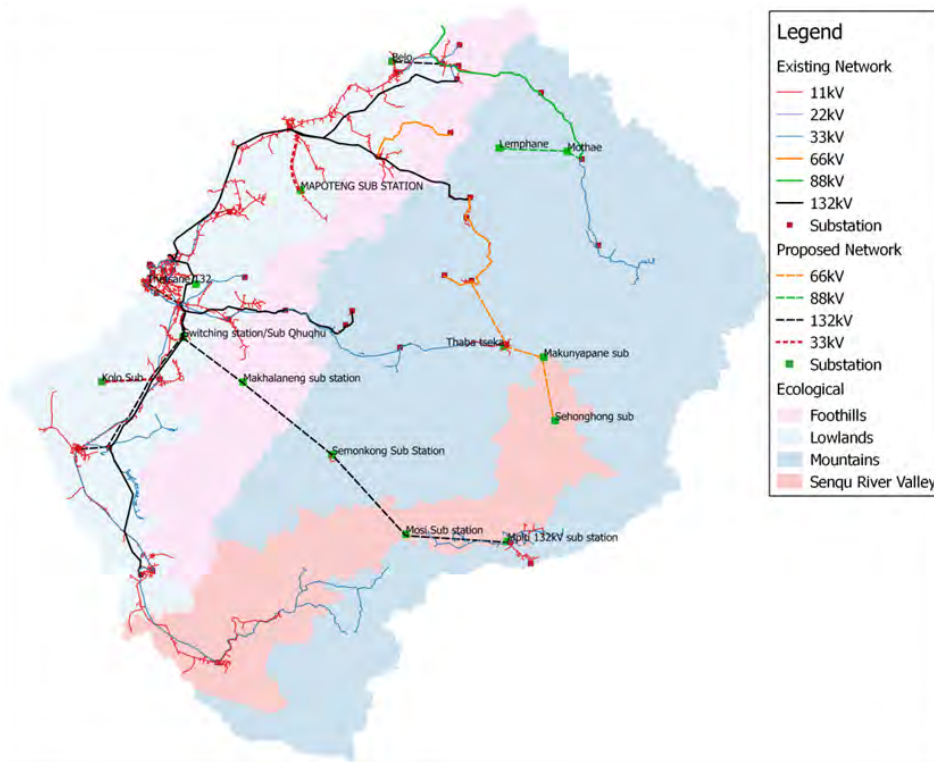 Legend
Existing Network
11kV
22kV
33kV
66kV
88kV
132kV
Substation
Proposed Network
66kV
88kV
132kV
33kV
Substation
Ecological
Foothills
Lowlands
Mountains
Senqu River Valley
Belo
Lemphane
Mothae
MAPOTENG SUB STATION
132
Switching station/Sub Qhuqhu
Thaba tseka
Makunyapane sub
Kolo Sub
Makhalaneng sub station
Sehonghong sub
Semonkong Sub Station
Mosi Sub station
132kV sub station